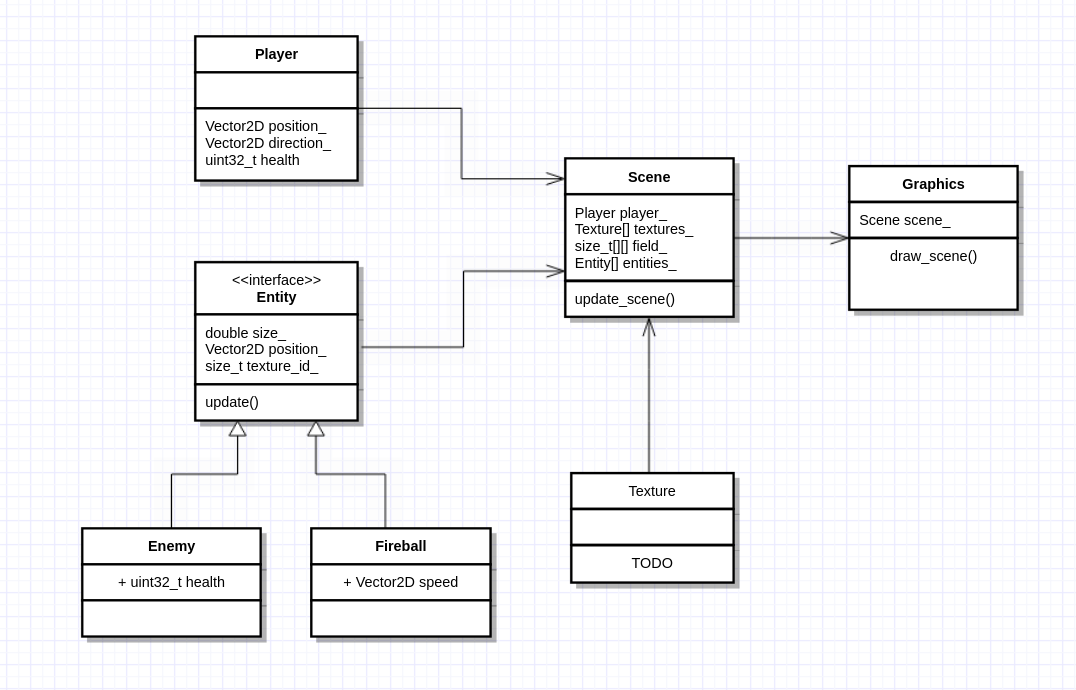 Player
Vector2D position_
Vector2D direction_
uint32_t health
Scene
Player player_
Texture[] textures_
size_t[][] field_
Entity[] entities_
update_scene()
Graphics
Scene scene_
draw_scene()
<<interface>>
Entity
double size_
Vector2D position_
size_t texture_id_
update()
Enemy
+ uint32_t health
Fireball
+ Vector2D speed
Texture
TODO